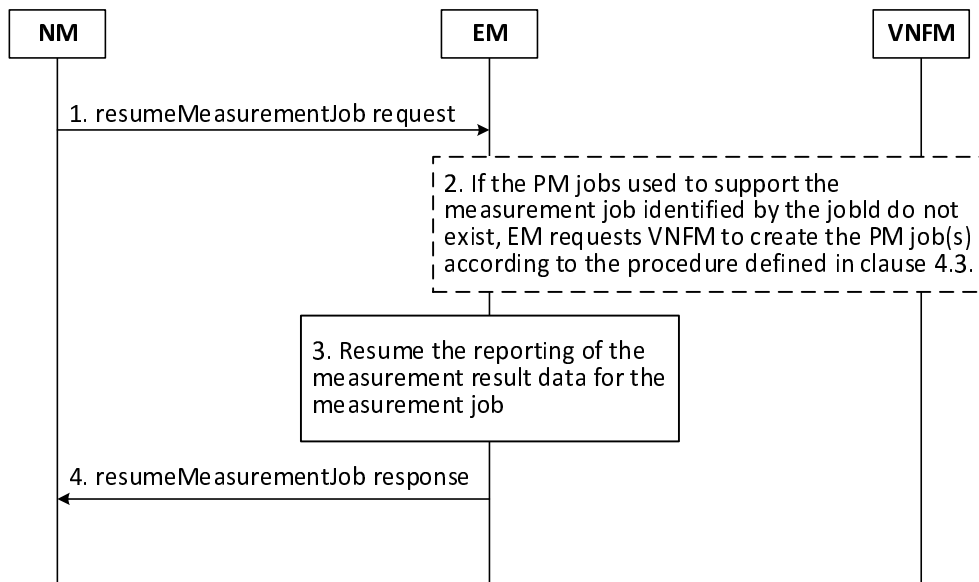 NM
EM
VNFM
1. resumeMeasurementJob request
2. If the PM jobs used to support the
measurement job identified by the jobId do not
exist, EM requests VNFM to create the PM job(s)
according to the procedure defined in clause 4.3.
3. Resume the reporting of the
measurement result data for the
measurement job
4. resumeMeasurementJob response